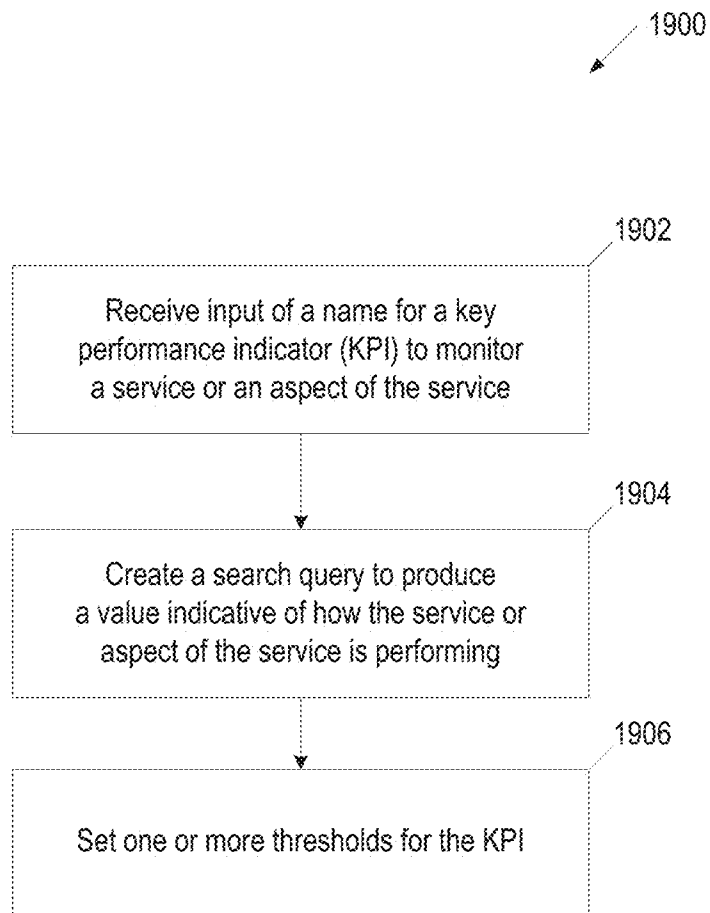 1900
1902
Receive input of a name for a key
performance indicator (KPI) to monitor
a service or an aspect of the service
1904
Create a search query to produce
a value indicative of how the service or
aspect of the service is performing
1906
Set one or more thresholds for the KPI